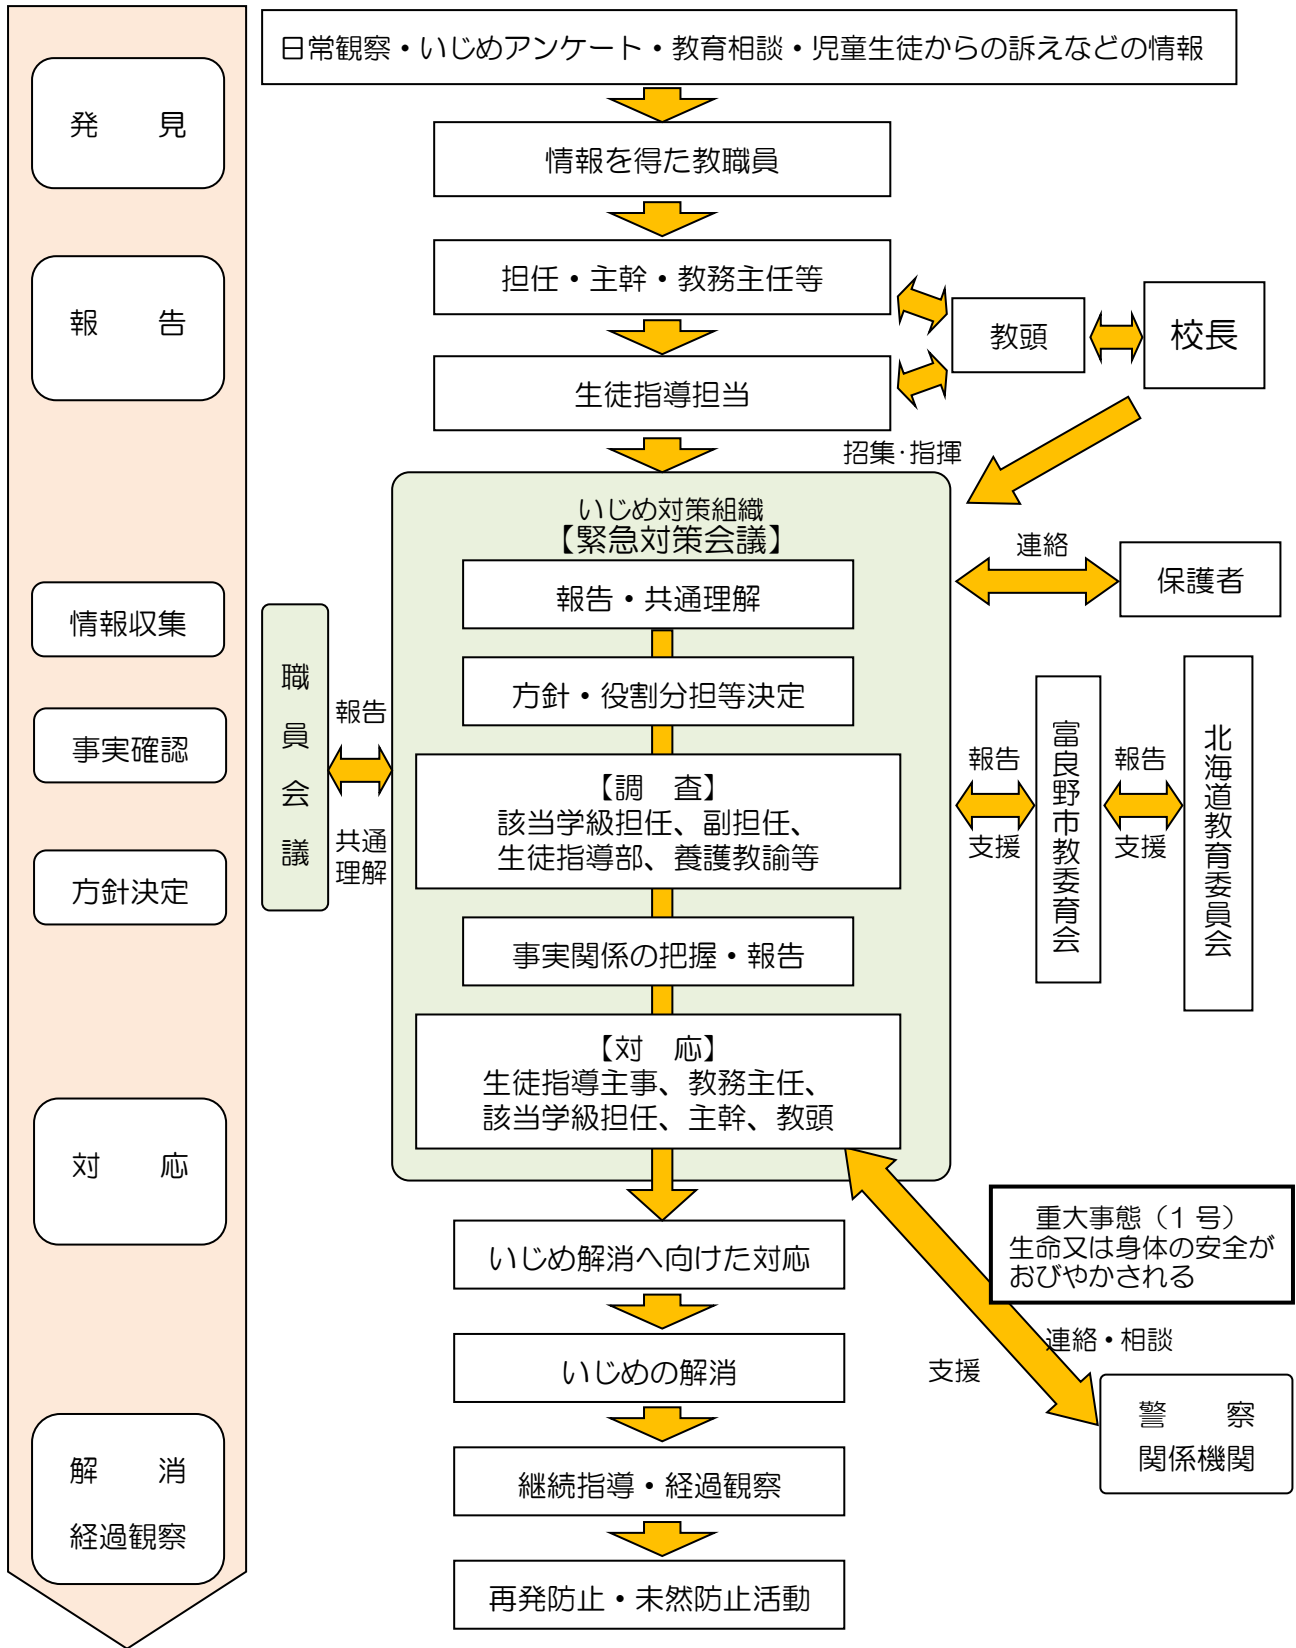 日常観察・いじめアンケート・教育相談・児童生徒からの訴えなどの情報
発　見
情報を得た教職員
担任・主幹・教務主任等
報　告
教頭
校長
生徒指導担当
招集･指揮
いじめ対策組織
【緊急対策会議】
連絡
保護者
報告・共通理解
情報収集
職員会議
方針・役割分担等決定
報告
共通
理解
事実確認
【調　査】
該当学級担任、副担任、
生徒指導部、養護教諭等
報告
支援
富良野市教委育会
報告
支援
北海道教育委員会
方針決定
事実関係の把握・報告
【対　応】
生徒指導主事、教務主任、
該当学級担任、主幹、教頭
対　応
重大事態（1号）
生命又は身体の安全が
おびやかされる
いじめ解消へ向けた対応
連絡・相談
支援
いじめの解消
警　察
関係機関
解　消
経過観察
継続指導・経過観察
再発防止・未然防止活動